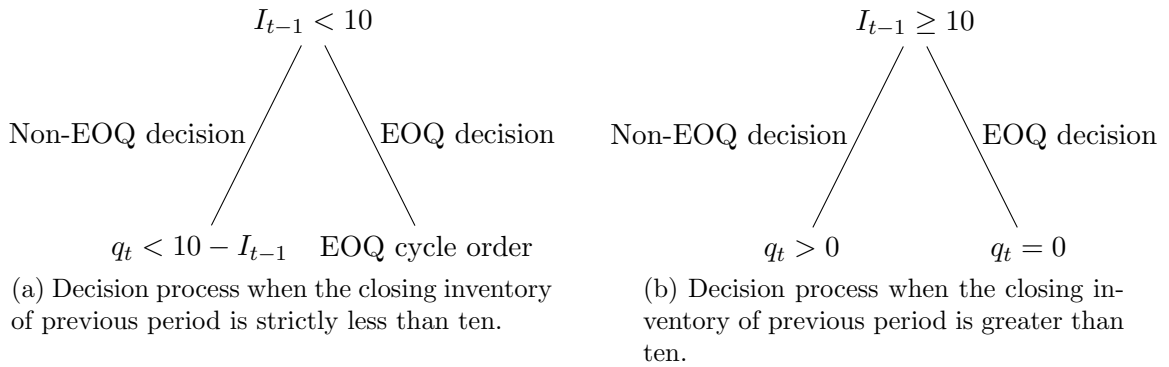 I_{t−1} < 10
Non-EOQ decision
EOQ decision
q_t < 10 − I_{t−1}
EOQ cycle order
(a) Decision process when the closing inventory
of previous period is strictly less than ten.
I_{t−1} ≥ 10
Non-EOQ decision
EOQ decision
q_t > 0
q_t = 0
(b) Decision process when the closing in-
ventory of previous period is greater than
ten.